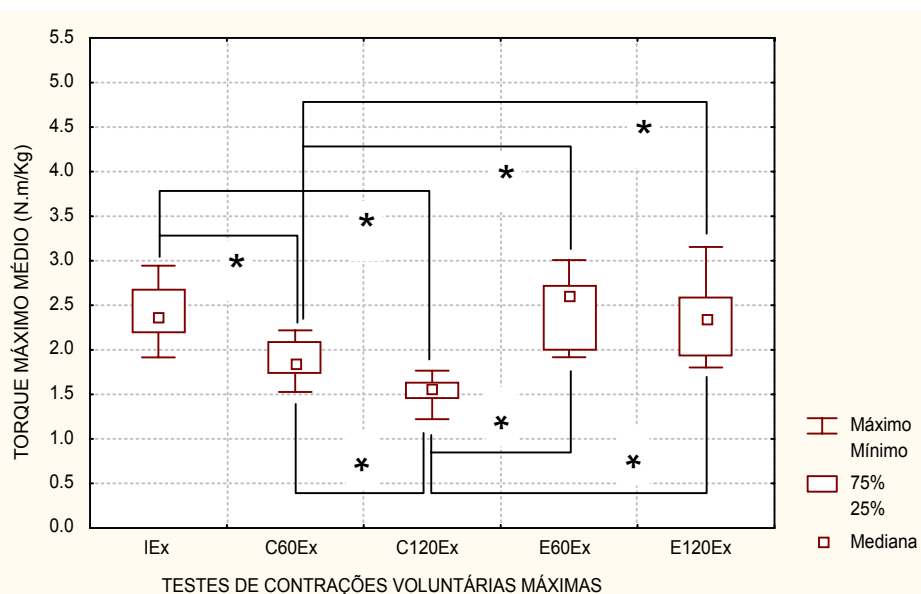 TORQUE MÁXIMO MÉDIO (N.m/Kg)
5.5
5.0
4.5
4.0
3.5
3.0
2.5
2.0
1.5
1.0
0.5
0.0
*
*
*
*
*
*
*
IEx
C60Ex
C120Ex
E60Ex
E120Ex
TESTES DE CONTRAÇÕES VOLUNTÁRIAS MÁXIMAS
Máximo
Mínimo
75%
25%
Mediana